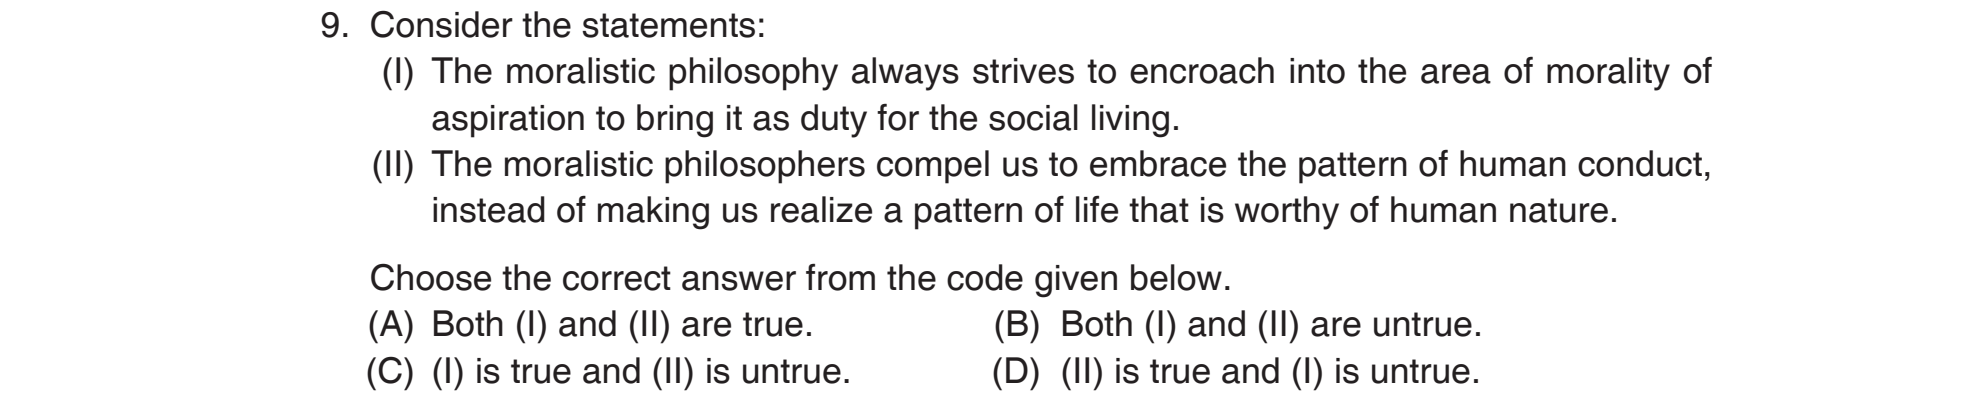 9. Consider the statements:
(I) The moralistic philosophy always strives to encroach into the area of morality of
aspiration to bring it as duty for the social living.
(II) The moralistic philosophers compel us to embrace the pattern of human conduct,
instead of making us realize a pattern of life that is worthy of human nature.
Choose the correct answer from the code given below.
(A) Both (I) and (II) are true. (B) Both (I) and (II) are untrue.
(C) (I) is true and (II) is untrue. (D) (II) is true and (I) is untrue.